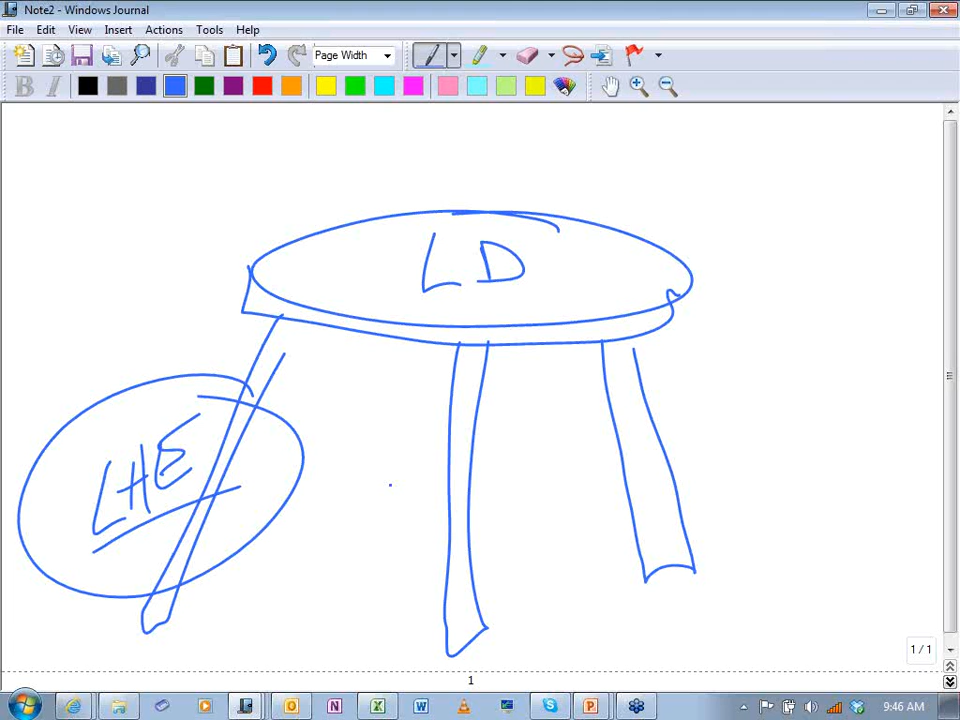 Note2 - Windows Journal
File Edit View Insert Actions Tools Help
Page Width
B I
LD
LHE
1 / 1
1
9:46 AM